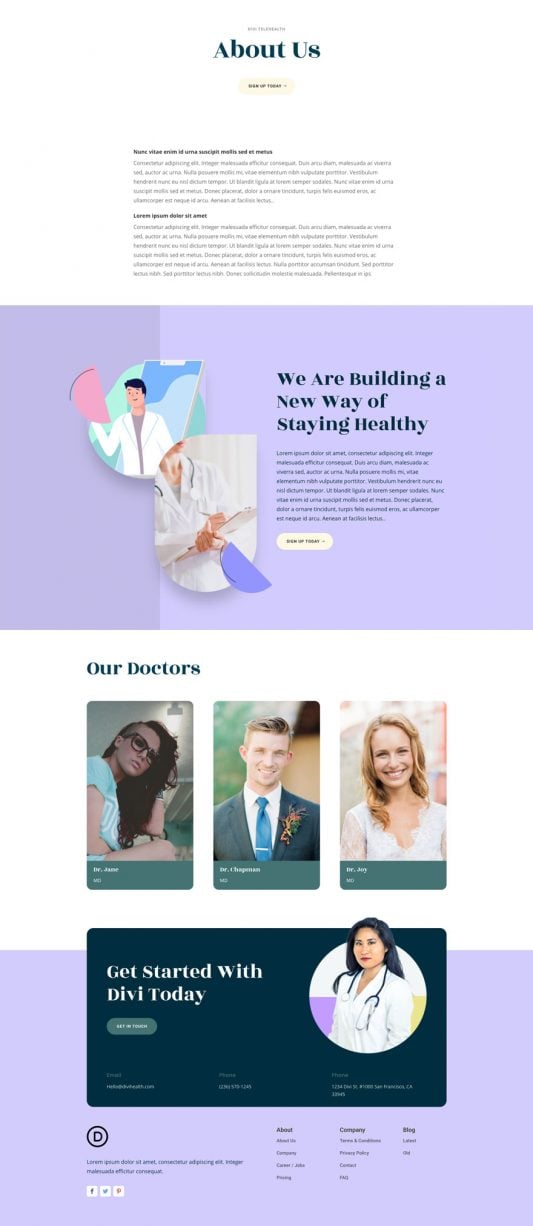 DIVI TELEHEALTH
About Us
SIGN UP TODAY →
Nunc vitae enim id urna suscipit mollis sed et metus
Consectetur adipiscing elit. Integer malesuada efficitur consequat. Duis arcu diam, malesuada ac viverra
sed, auctor ac urna. Nulla posuere mollis mi, vitae elementum nibh vulputate porttitor. Vestibulum
hendrerit nunc eu nisl dictum tempor. Ut blandit ligula at lorem semper sodales. Nunc vitae enim id urna
suscipit mollis sed et metus. Donec placerat, dolor a ornare tincidunt, turpis felis euismod eros, ac
ullamcorper est neque id arcu. Aenean at facilisis lectus..
Lorem ipsum dolor sit amet
Consectetur adipiscing elit. Integer malesuada efficitur consequat. Duis arcu diam, malesuada ac viverra
sed, auctor ac urna. Nulla posuere mollis mi, vitae elementum nibh vulputate porttitor. Vestibulum
hendrerit nunc eu nisl dictum tempor. Ut blandit ligula at lorem semper sodales. Nunc vitae enim id urna
suscipit mollis sed et metus. Donec placerat, dolor a ornare tincidunt, turpis felis euismod eros, ac
ullamcorper est neque id arcu. Aenean at facilisis lectus. Nulla porttitor accumsan tincidunt. Sed porttitor
lectus nibh. Sed porttitor lectus nibh. Donec sollicitudin molestie malesuada. Pellentesque in ips
We Are Building a
New Way of
Staying Healthy
Lorem ipsum dolor sit amet, consectetur adipiscing elit. Integer
malesuada efficitur consequat. Duis arcu diam, malesuada ac
viverra sed, auctor ac urna. Nulla posuere mollis mi, vitae
elementum nibh vulputate porttitor. Vestibulum hendrerit nunc eu
nisl dictum tempor. Ut blandit ligula at lorem semper sodales. Nunc
vitae enim id urna suscipit mollis sed et metus. Donec placerat,
dolor a ornare tincidunt, turpis felis euismod eros, ac ullamcorper
est neque id arcu. Aenean at facilisis lectus..
SIGN UP TODAY →
Our Doctors
Dr. Jane
MD
Dr. Chapman
MD
Dr. Joy
MD
Get Started With
Divi Today
GET IN TOUCH
Email
Hello@divihealth.com
Phone
(236) 570-1245
Phone
1234 Divi St. #1000 San Francisco, CA
33945
D
Lorem ipsum dolor sit amet, consectetur adipiscing elit. Integer
malesuada efficitur consequat.
About
About Us
Company
Career / Jobs
Pricing
Company
Terms & Conditions
Privacy Policy
Contact
FAQ
Blog
Latest
Old